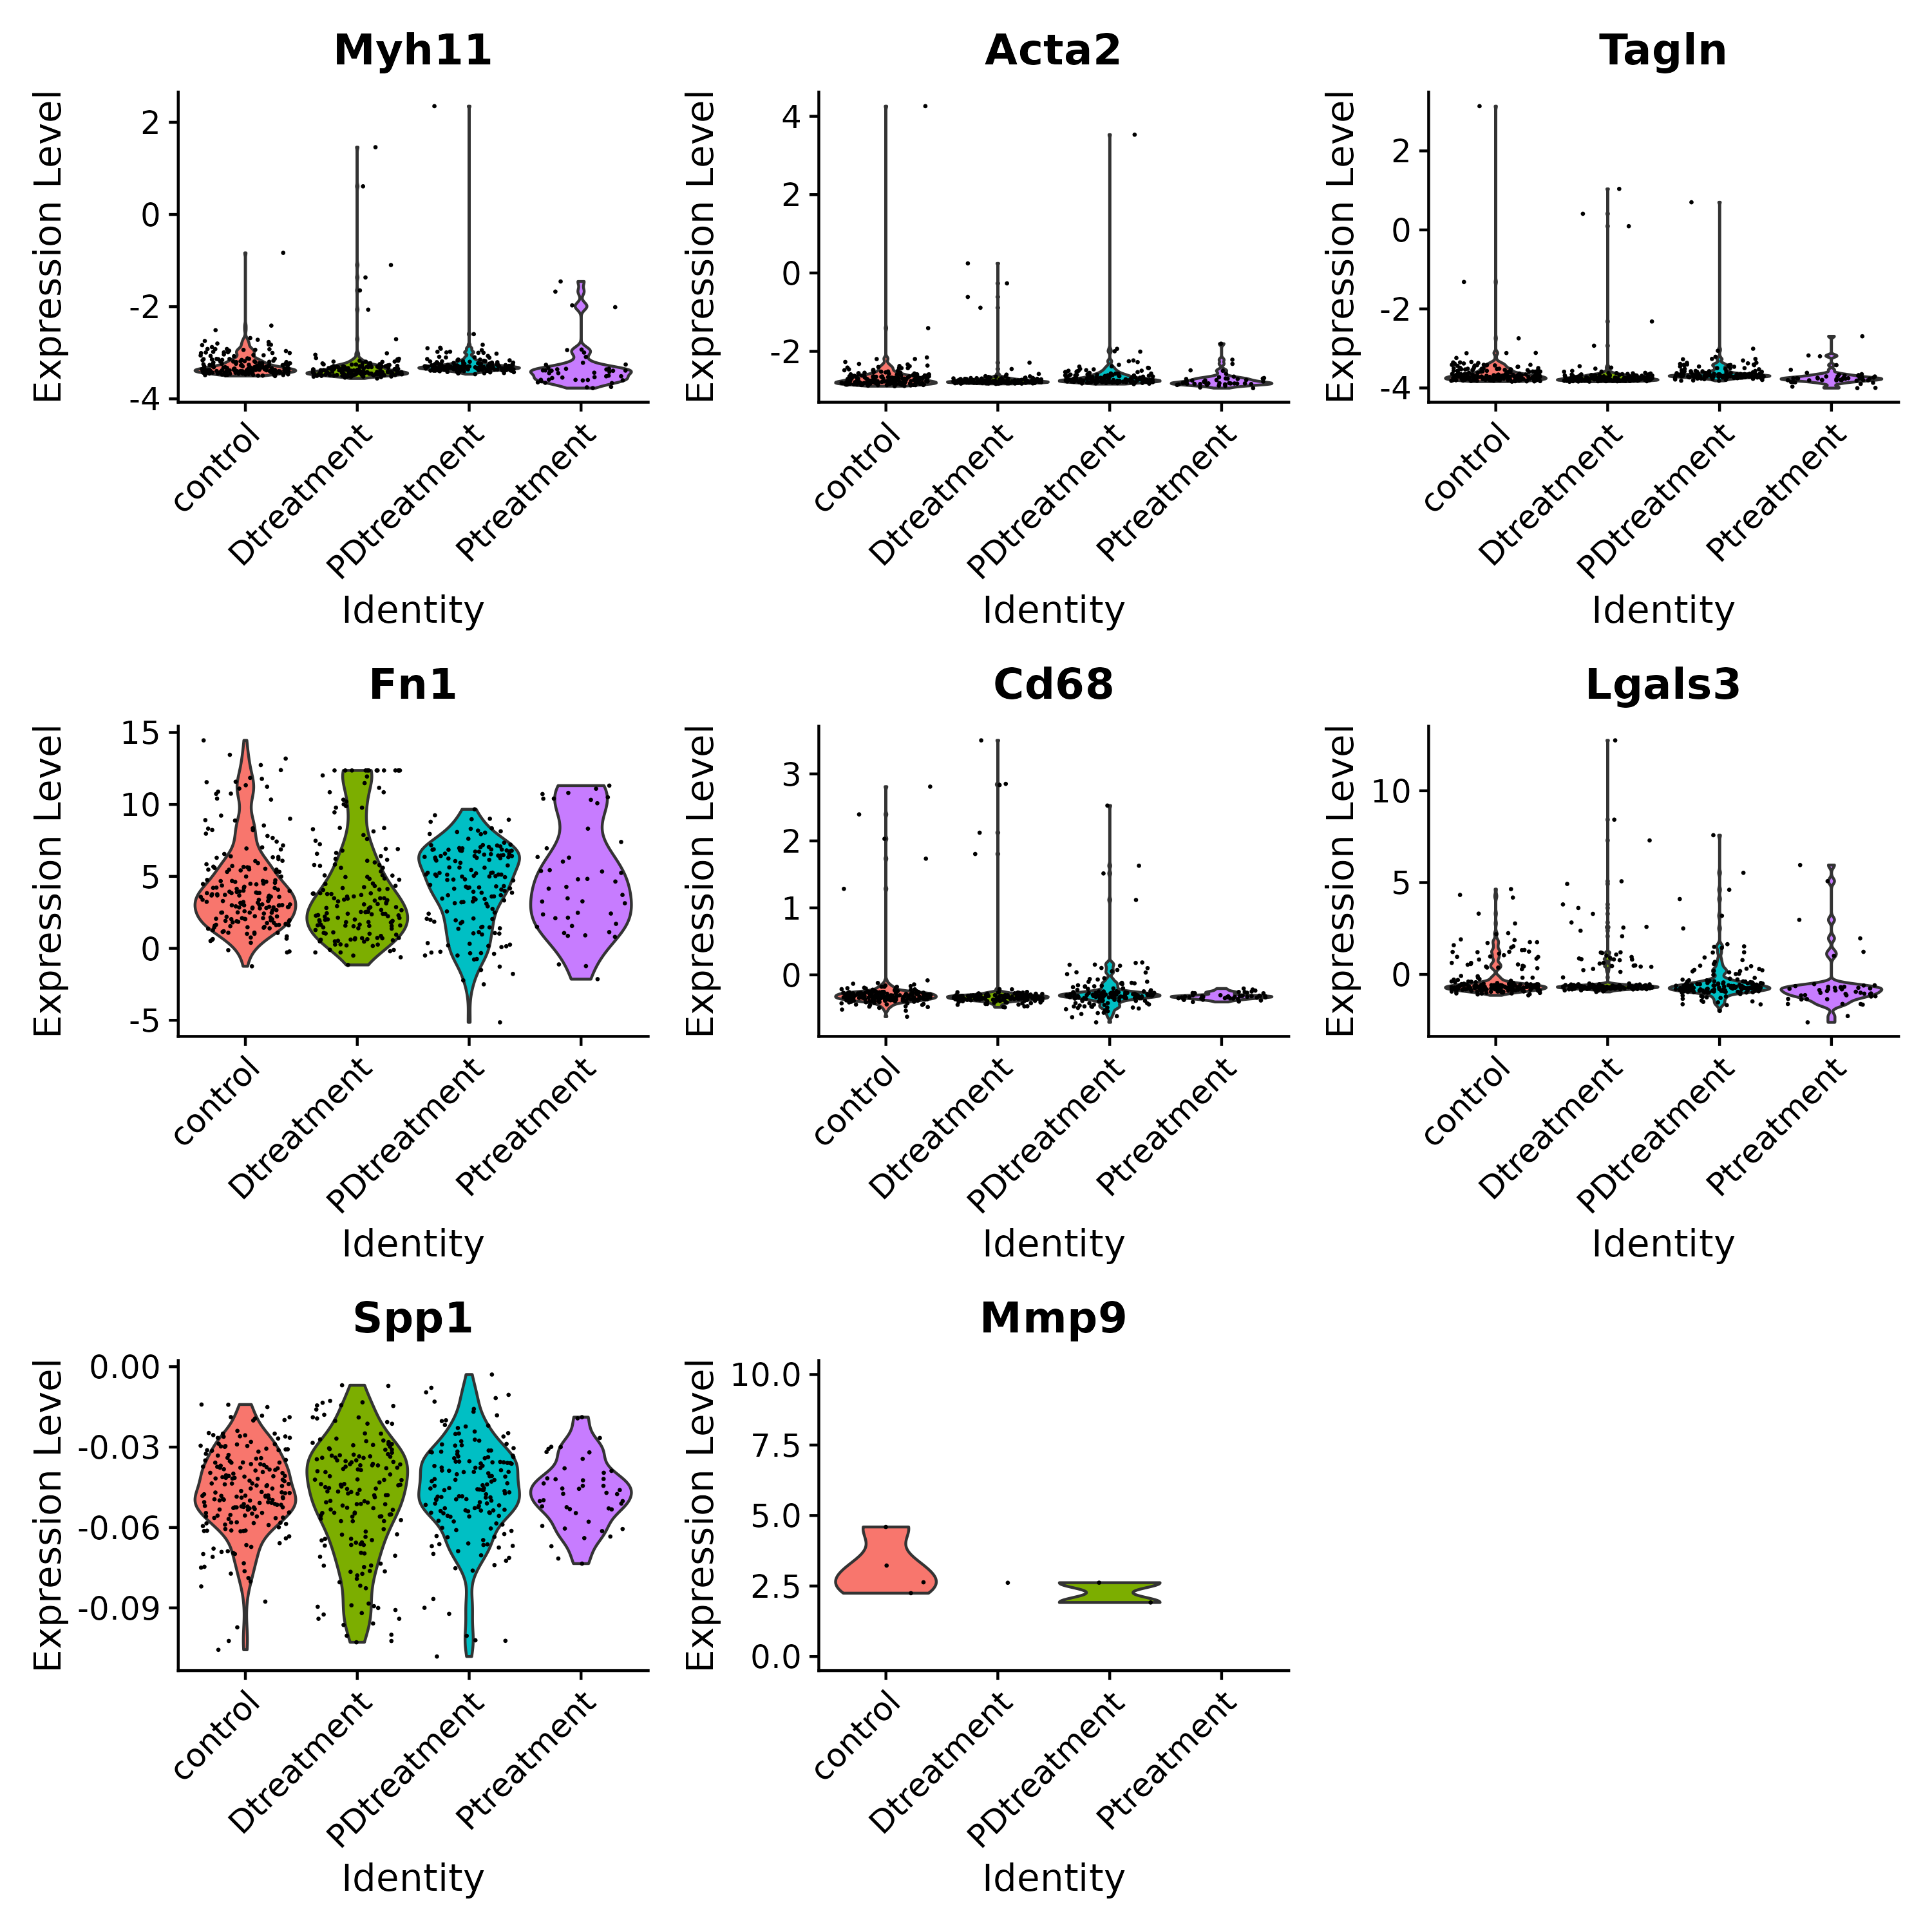 Myh11 Acta2 Tagln
Expression Level Expression Level Expression Level
2
0
-2
-4
4
2
0
-2
2
0
-2
-4
control Dtreatment PDtreatment Ptreatment
control Dtreatment PDtreatment Ptreatment
control Dtreatment PDtreatment Ptreatment
Identity Identity Identity
Fn1 Cd68 Lgals3
Expression Level Expression Level Expression Level
15
10
5
0
-5
3
2
1
0
10
5
0
control Dtreatment PDtreatment Ptreatment
control Dtreatment PDtreatment Ptreatment
control Dtreatment PDtreatment Ptreatment
Identity Identity Identity
Spp1 Mmp9
Expression Level Expression Level
0.00
-0.03
-0.06
-0.09
10.0
7.5
5.0
2.5
0.0
control Dtreatment PDtreatment Ptreatment
control Dtreatment PDtreatment Ptreatment
Identity Identity